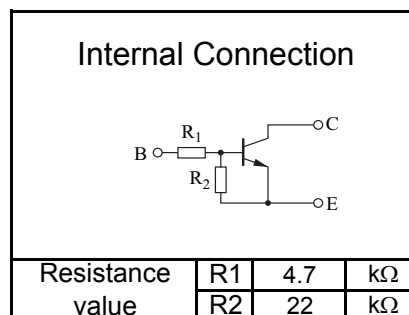 Internal Connection
C
R1
B
R2
E
Resistance value R1 4.7 kΩ
R2 22 kΩ